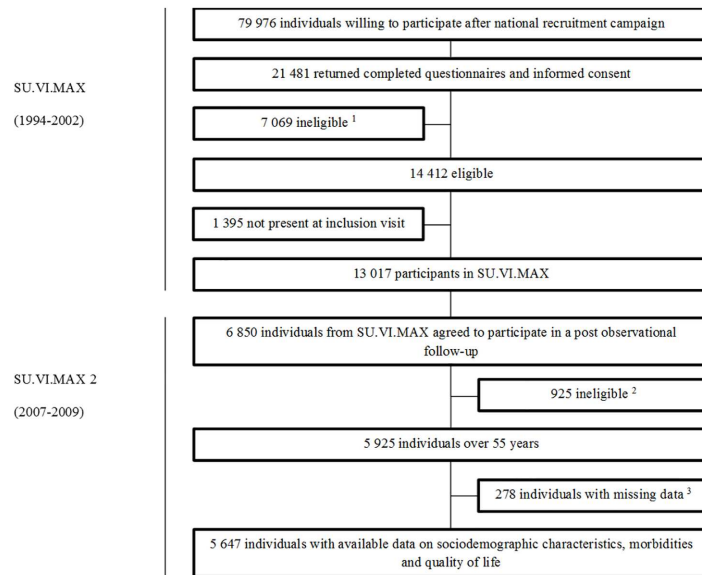 79 976 individuals willing to participate after national recruitment campaign
21 481 returned completed questionnaires and informed consent
SU.VI.MAX
(1994-2002)
7 069 ineligible 1
14 412 eligible
1 395 not present at inclusion visit
13 017 participants in SU.VI.MAX
6 850 individuals from SU.VI.MAX agreed to participate in a post observational
follow-up
SU.VI.MAX 2
(2007-2009)
925 ineligible 2
5 925 individuals over 55 years
278 individuals with missing data 3
5 647 individuals with available data on sociodemographic characteristics, morbidities
and quality of life